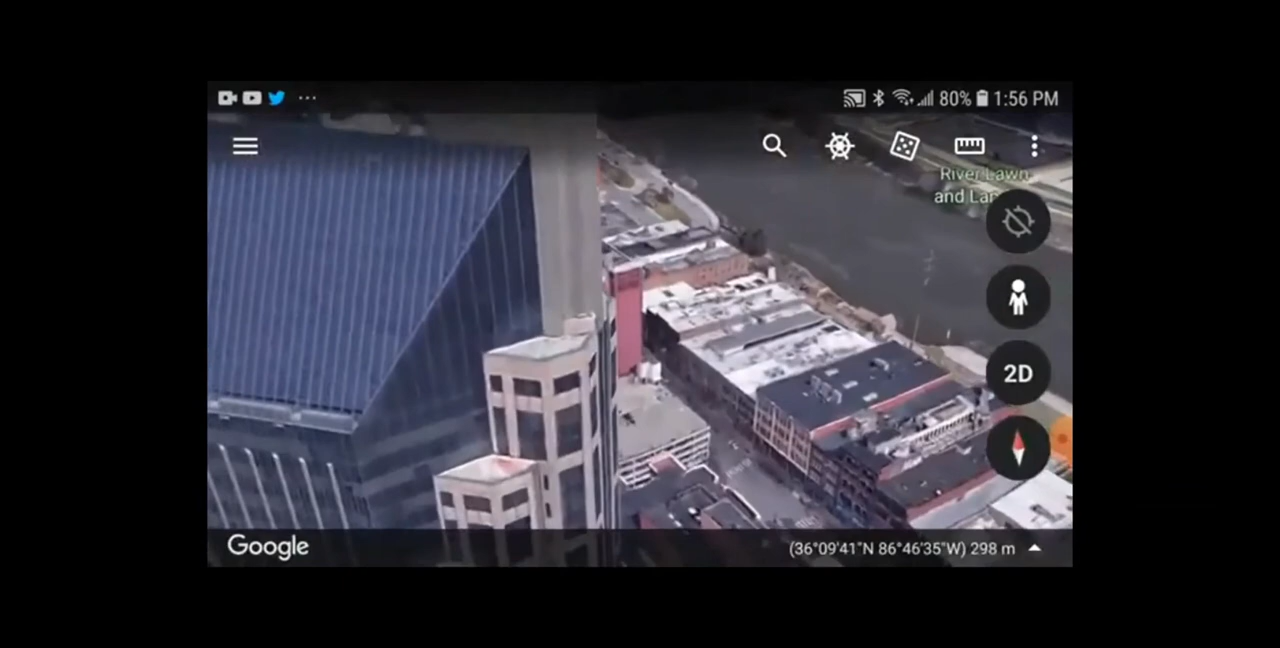 80% 1:56 PM
River Lawn
and Lan
2D
Google
(36°09'41"N 86°46'35"W) 298 m